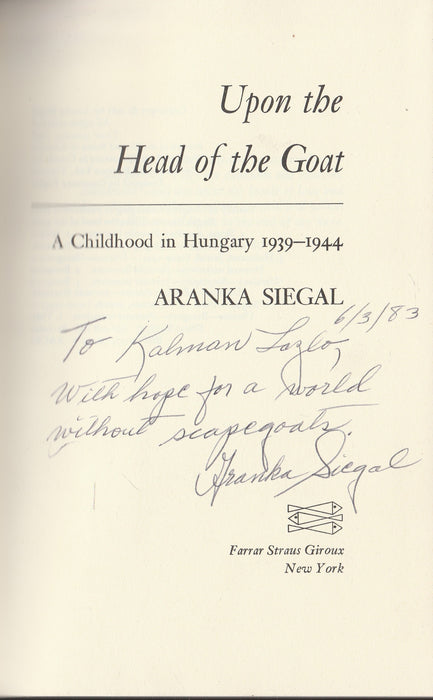 Upon the
Head of the Goat
A Childhood in Hungary 1939–1944
ARANKA SIEGAL
6/3/83
To Kalman Lazlo,
With hope for a world
without scapegoats.
Aranka Siegal
Farrar Straus Giroux
New York